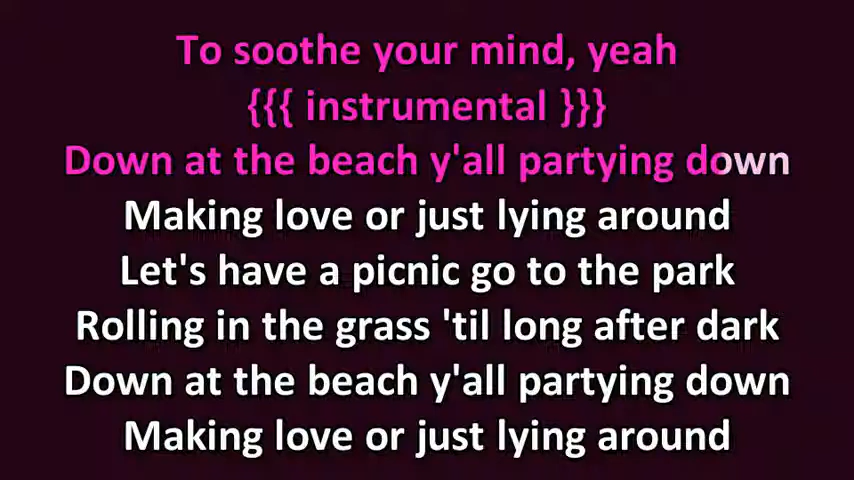 To soothe your mind, yeah
{{{ instrumental }}}
Down at the beach y'all partying down
Making love or just lying around
Let's have a picnic go to the park
Rolling in the grass 'til long after dark
Down at the beach y'all partying down
Making love or just lying around